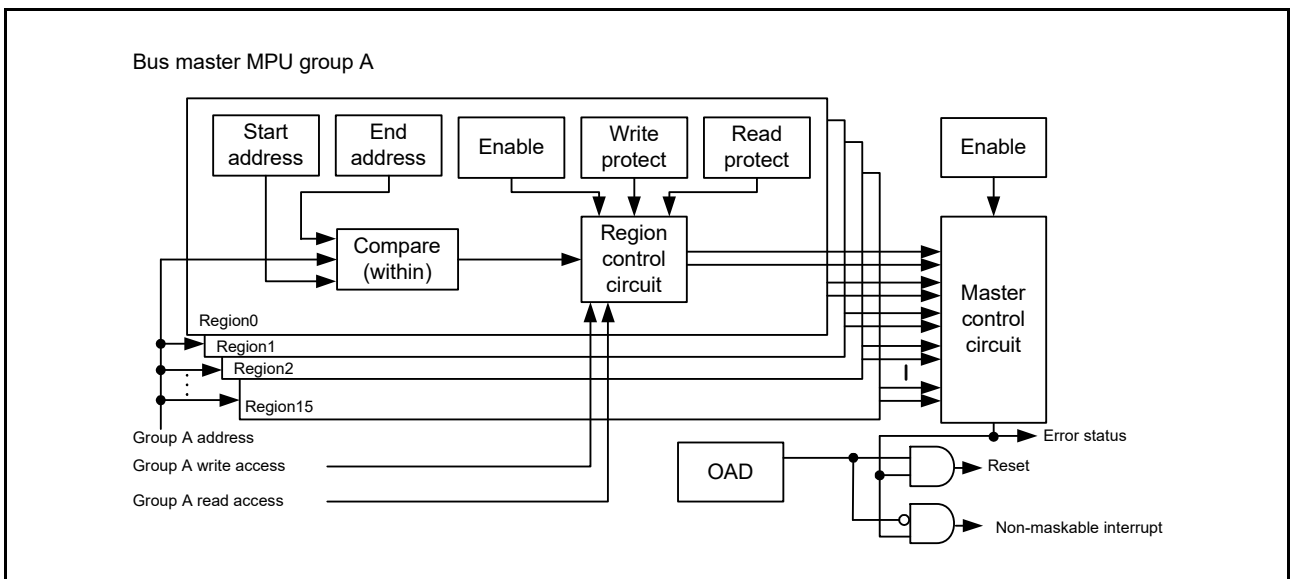 Bus master MPU group A
Start
address
End
address
Enable
Write
protect
Read
protect
Enable
Compare
(within)
Region
control
circuit
Master
control
circuit
Region0
Region1
Region2
Region15
Group A address
Group A write access
Group A read access
OAD
Error status
Reset
Non-maskable interrupt